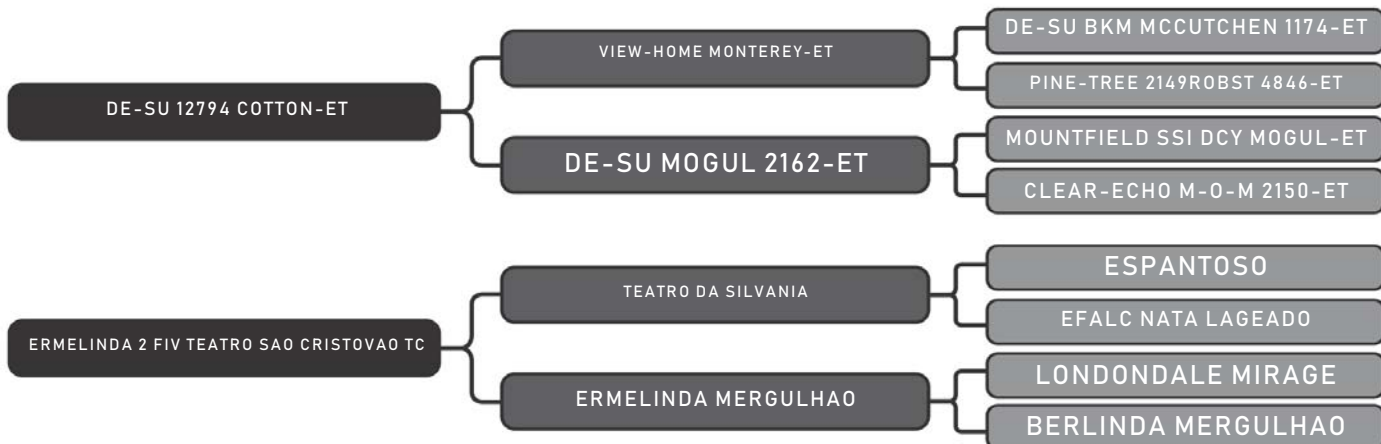 DE-SU BKM MCCUTCHEN 1174-ET
VIEW-HOME MONTEREY-ET
PINE-TREE 2149ROBST 4846-ET
DE-SU 12794 COTTON-ET
MOUNTFIELD SSI DCY MOGUL-ET
DE-SU MOGUL 2162-ET
CLEAR-ECHO M-O-M 2150-ET
ESPANTOSO
TEATRO DA SILVANIA
EFALC NATA LAGEADO
ERMELINDA 2 FIV TEATRO SAO CRISTOVAO TC
LONDONDALE MIRAGE
ERMELINDA MERGULHAO
BERLINDA MERGULHAO